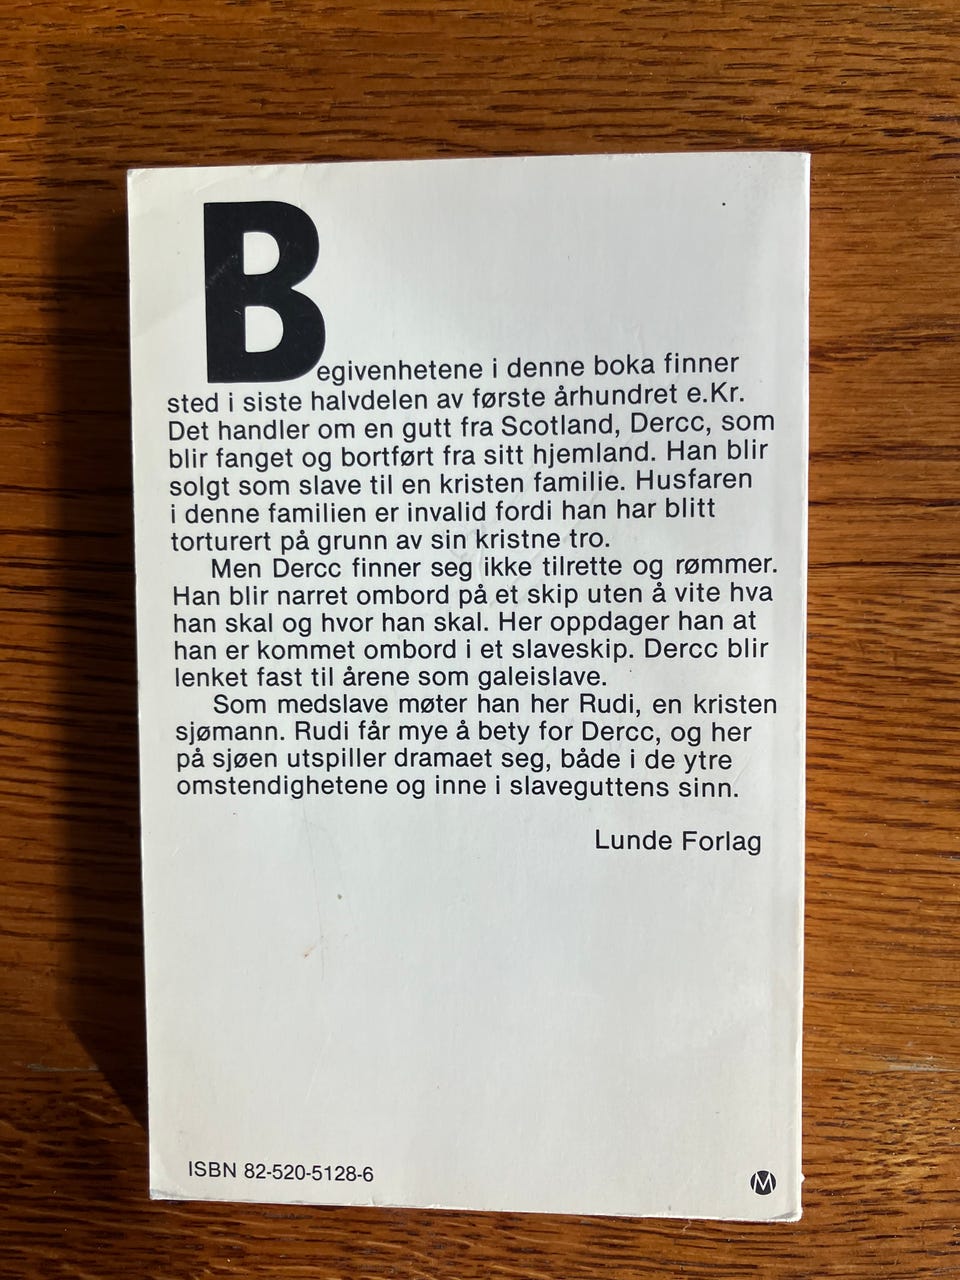 Begivenhetene i denne boka finner
sted i siste halvdelen av første århundret e.Kr.
Det handler om en gutt fra Scotland, Dercc, som
blir fanget og bortført fra sitt hjemland. Han blir
solgt som slave til en kristen familie. Husfaren
i denne familien er invalid fordi han har blitt
torturert på grunn av sin kristne tro.
Men Dercc finner seg ikke tilrette og rømmer.
Han blir narret ombord på et skip uten å vite hva
han skal og hvor han skal. Her oppdager han at
han er kommet ombord i et slaveskip. Dercc blir
lenket fast til årene som galeislave.
Som medslave møter han her Rudi, en kristen
sjømann. Rudi får mye å bety for Dercc, og her
på sjøen utspiller dramaet seg, både i de ytre
omstendighetene og inne i slaveguttens sinn.
Lunde Forlag
ISBN 82-520-5128-6
M